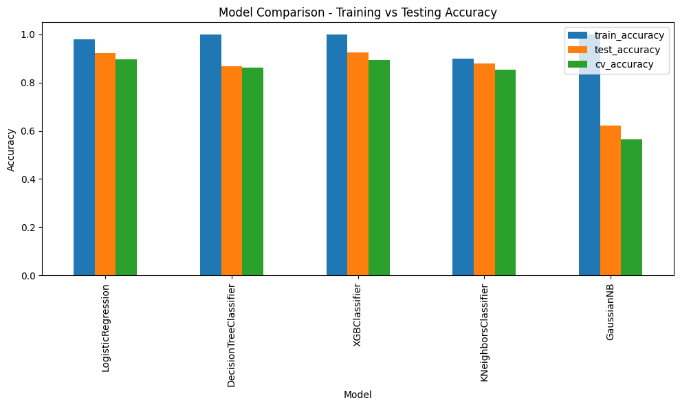 Model Comparison - Training vs Testing Accuracy
train_accuracy
test_accuracy
cv_accuracy
Accuracy
1.0
0.8
0.6
0.4
0.2
0.0
LogisticRegression
DecisionTreeClassifier
XGBClassifier
KNeighborsClassifier
GaussianNB
Model